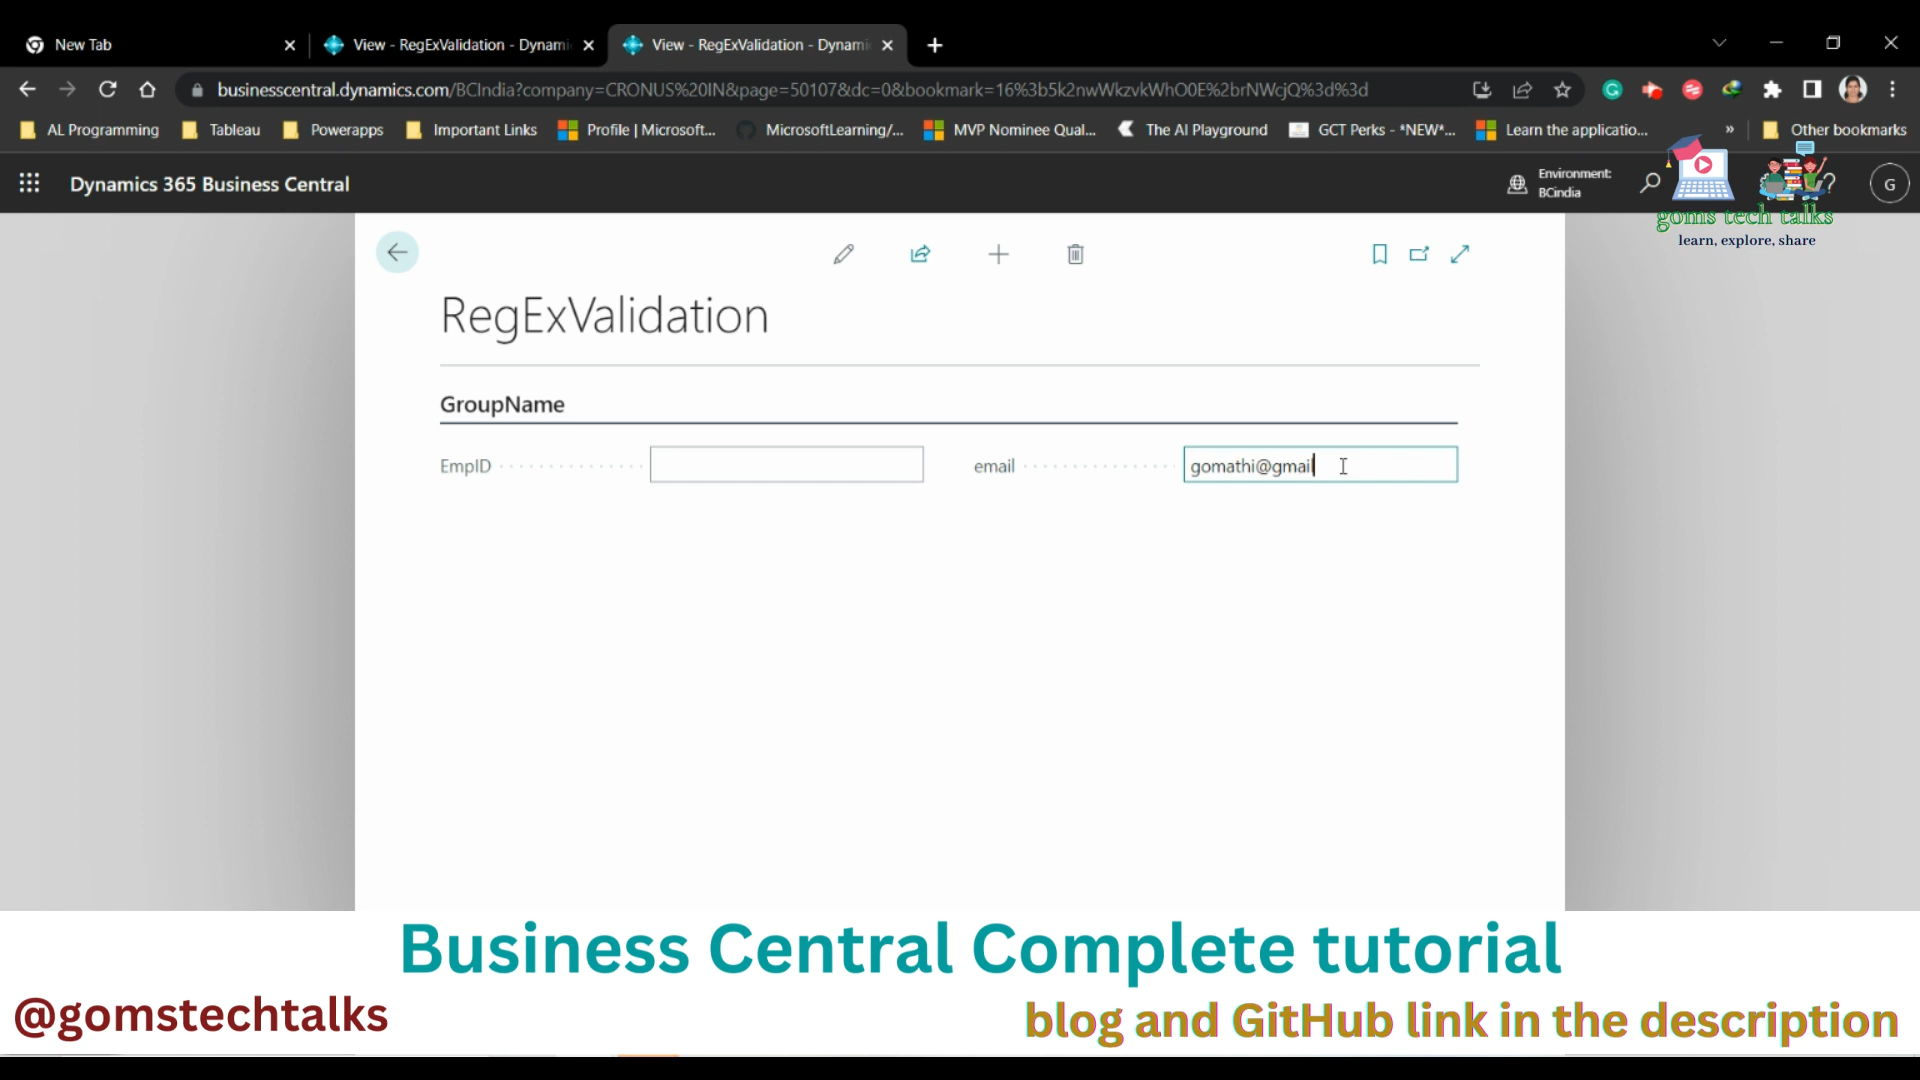 New Tab
View - RegExValidation - Dynami
View - RegExValidation - Dynami
businesscentral.dynamics.com/BCIndia?company=CRONUS%20IN&page=50107&dc=0&bookmark=16%3b5k2nwWkzvkWhO0E%2brNWcjQ%3d%3d
AL Programming
Tableau
Powerapps
Important Links
Profile | Microsoft...
MicrosoftLearning/...
MVP Nominee Qual...
The AI Playground
GCT Perks - *NEW*...
Learn the applicatio...
»
Other bookmarks
Dynamics 365 Business Central
Environment:
BCindia
G
goms tech talks
learn, explore, share
RegExValidation
GroupName
EmpID
email
gomathi@gmail
Business Central Complete tutorial
@gomstechtalks
blog and GitHub link in the description